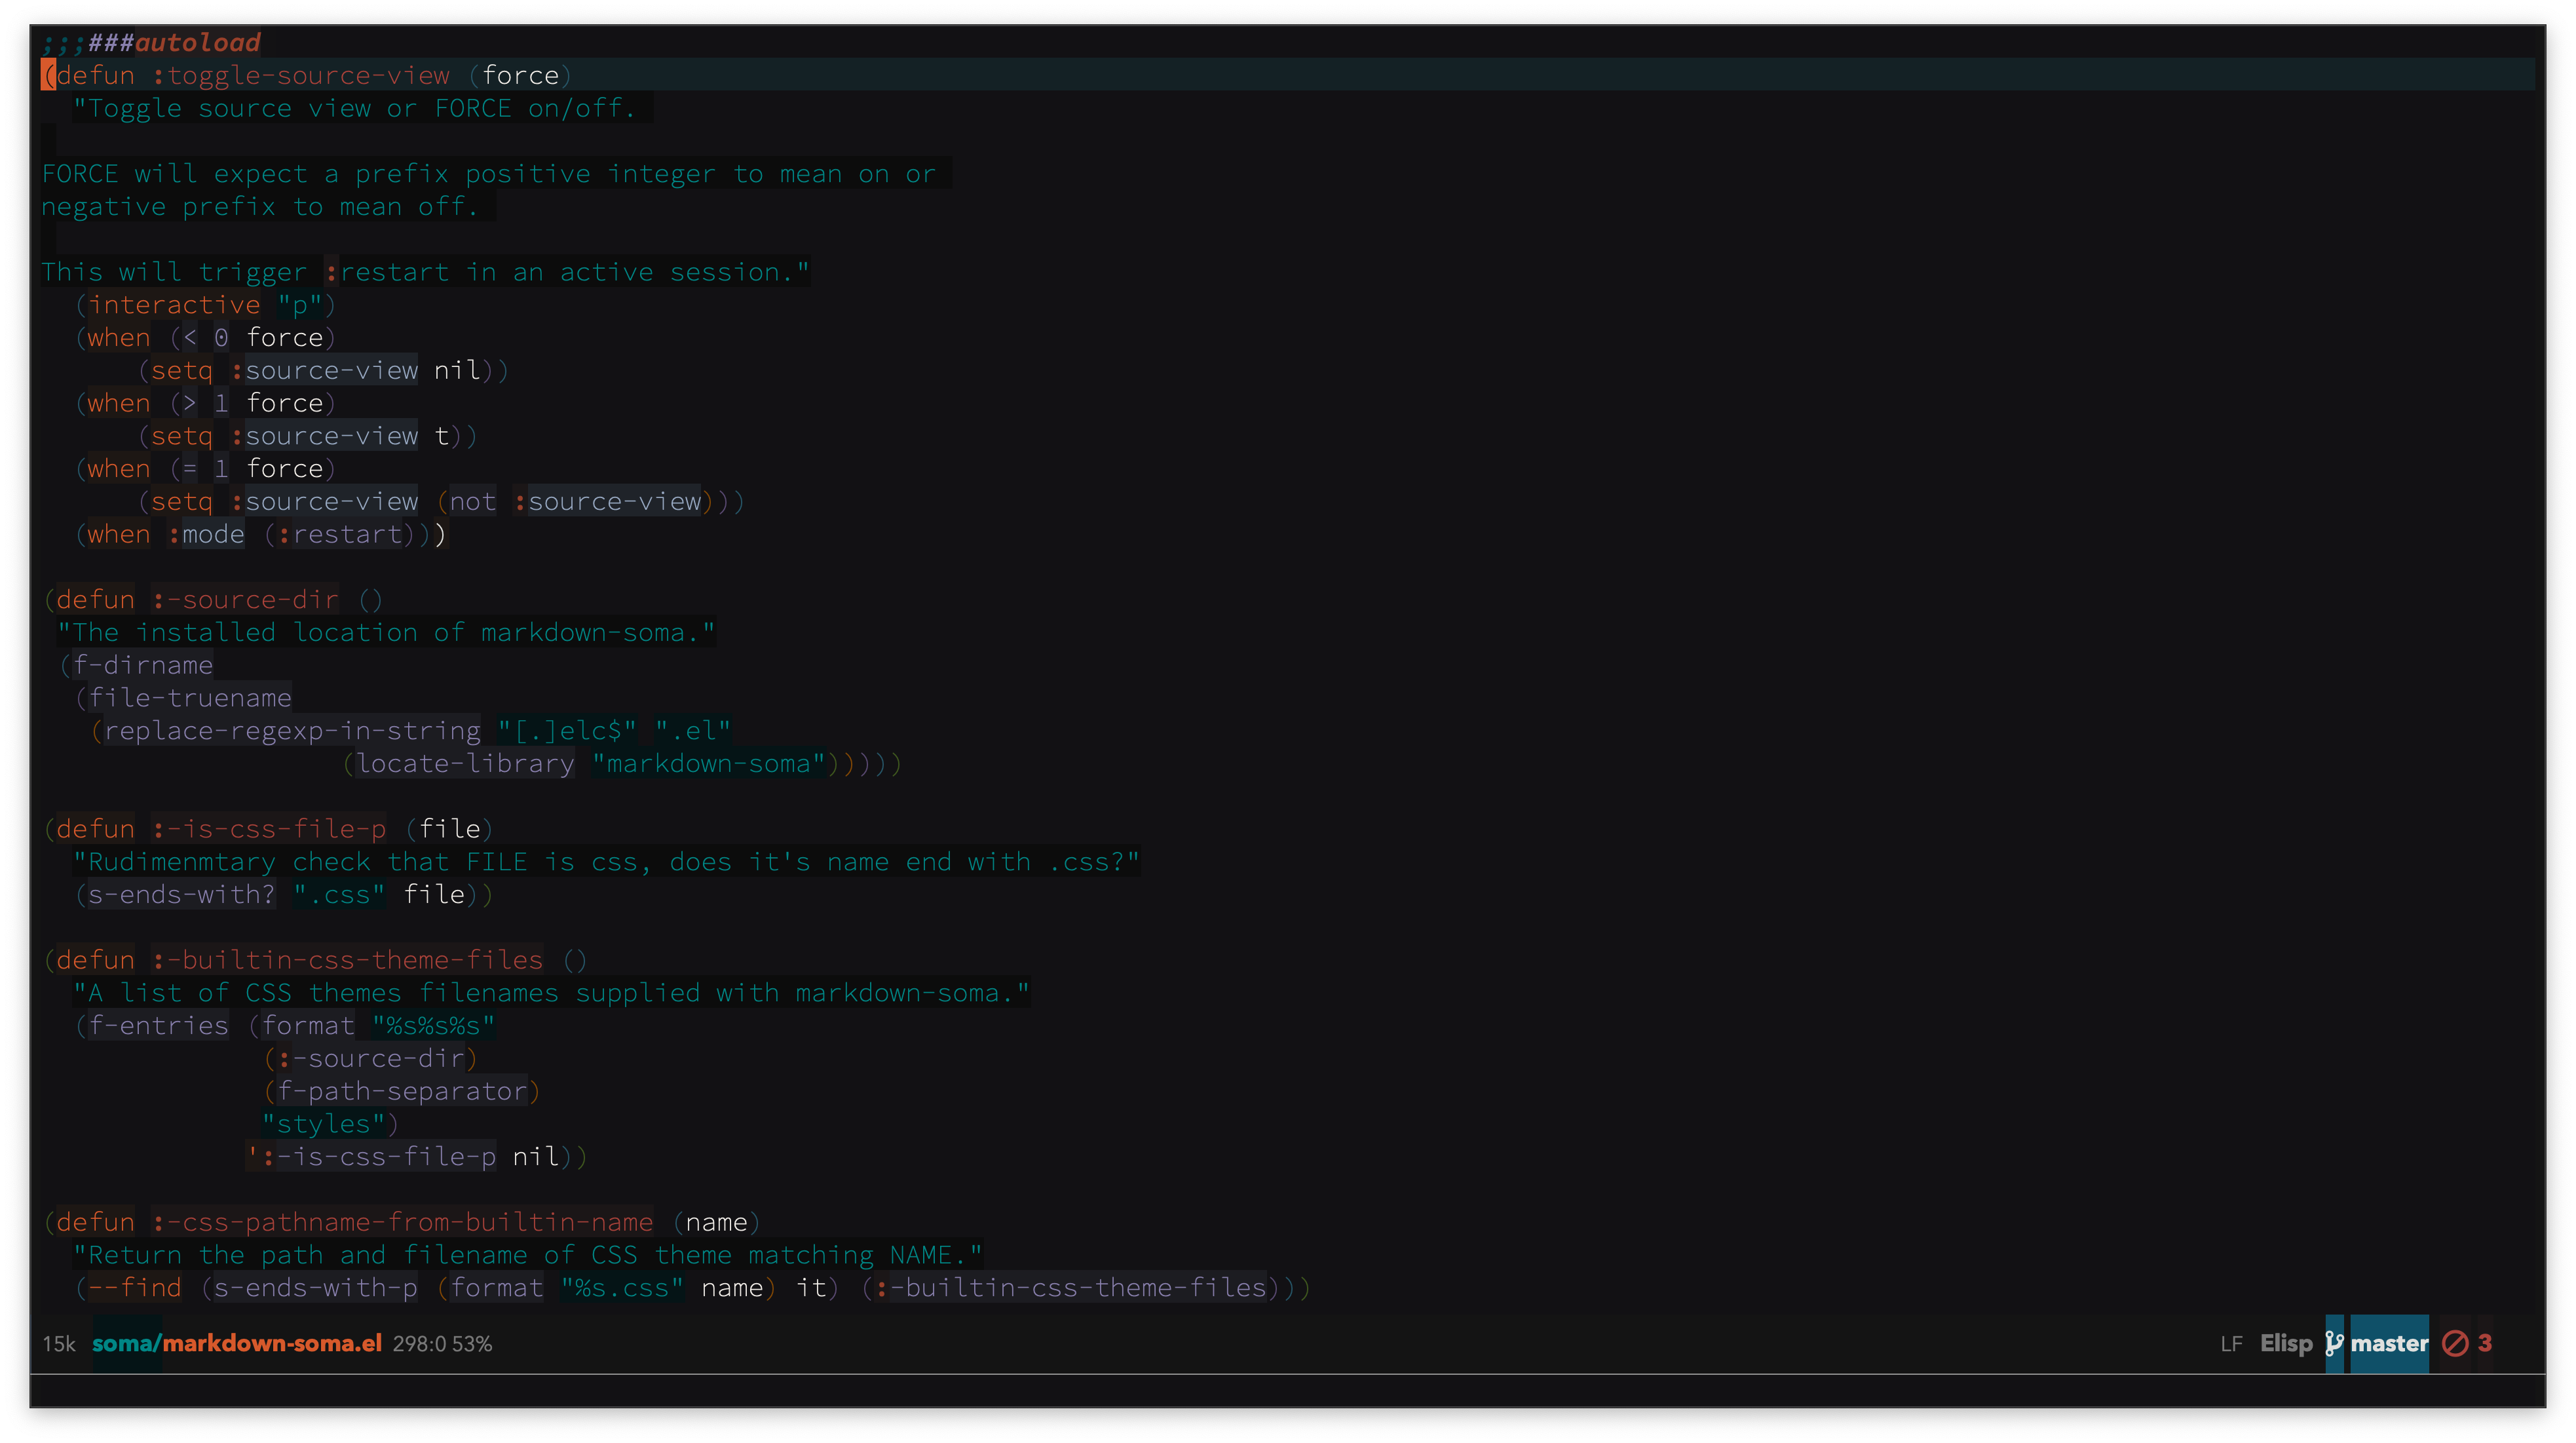 ;;;###autoload
(defun :toggle-source-view (force)
  "Toggle source view or FORCE on/off.

FORCE will expect a prefix positive integer to mean on or
negative prefix to mean off.

This will trigger :restart in an active session."
  (interactive "p")
  (when (< 0 force)
      (setq :source-view nil))
  (when (> 1 force)
      (setq :source-view t))
  (when (= 1 force)
      (setq :source-view (not :source-view)))
  (when :mode (:restart)))

(defun :-source-dir ()
 "The installed location of markdown-soma."
 (f-dirname
  (file-truename
   (replace-regexp-in-string "[.]elc$" ".el"
                   (locate-library "markdown-soma")))))

(defun :-is-css-file-p (file)
  "Rudimenmtary check that FILE is css, does it's name end with .css?"
  (s-ends-with? ".css" file))

(defun :-builtin-css-theme-files ()
  "A list of CSS themes filenames supplied with markdown-soma."
  (f-entries (format "%s%s%s"
              (:-source-dir)
              (f-path-separator)
              "styles")
             ':-is-css-file-p nil))

(defun :-css-pathname-from-builtin-name (name)
  "Return the path and filename of CSS theme matching NAME."
  (--find (s-ends-with-p (format "%s.css" name) it) (:-builtin-css-theme-files)))
15k soma/markdown-soma.el 298:0 53% LF Elisp master 3